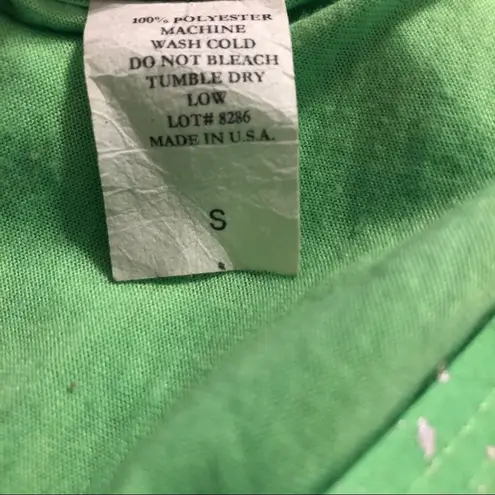 100% POLYESTER
MACHINE
WASH COLD
DO NOT BLEACH
TUMBLE DRY
LOW
LOT# 8286
MADE IN U.S.A.
S